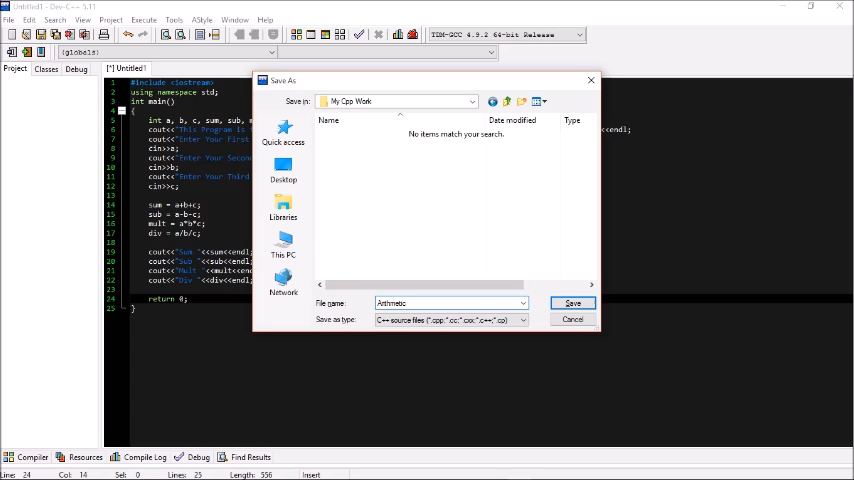 Untitled1 - Dev-C++ 5.11
File Edit Search View Project Execute Tools AStyle Window Help
TDM-GCC 4.9.2 64-bit Release
(globals)
Project Classes Debug
[*] Untitled1
1 #include <iostream>
2 using namespace std;
3 int main()
4 {
5 int a, b, c, sum, sub, m
6 cout<<"This Program is endl;
7 cout<<"Enter Your First
8 cin>>a;
9 cout<<"Enter Your Secon
10 cin>>b;
11 cout<<"Enter Your Third
12 cin>>c;
13
14 sum = a+b+c;
15 sub = a-b-c;
16 mult = a*b*c;
17 div = a/b/c;
18
19 cout<<"Sum "<<sum<<endl;
20 cout<<"Sub "<<sub<<endl;
21 cout<<"Mult "<<mult<<en
22 cout<<"Div "<<div<<endl;
23
24 return 0;
25 }
Save As
Save in: My Cpp Work
Name Date modified Type
No items match your search.
Quick access
Desktop
Libraries
This PC
Network
File name: Arthmetic Save
Save as type: C++ source files (*.cpp;*.cc;*.cxx;*.c++;*.cp) Cancel
Compiler Resources Compile Log Debug Find Results
Line: 24 Col: 14 Sel: 0 Lines: 25 Length: 556 Insert